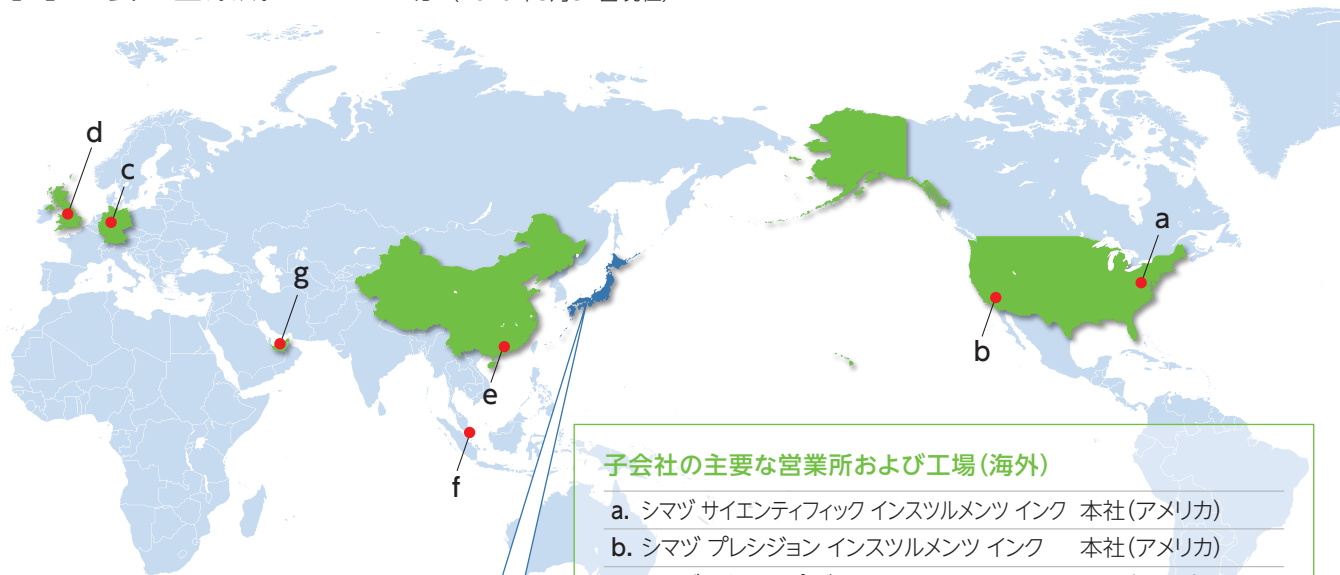 d
c
a
g
b
e
f
子会社の主要な営業所および工場(海外)
a. シマヅ サイエンティフィック インスツルメンツ インク 本社(アメリカ)
b. シマヅ プレシジョン インスツルメンツ インク 本社(アメリカ)